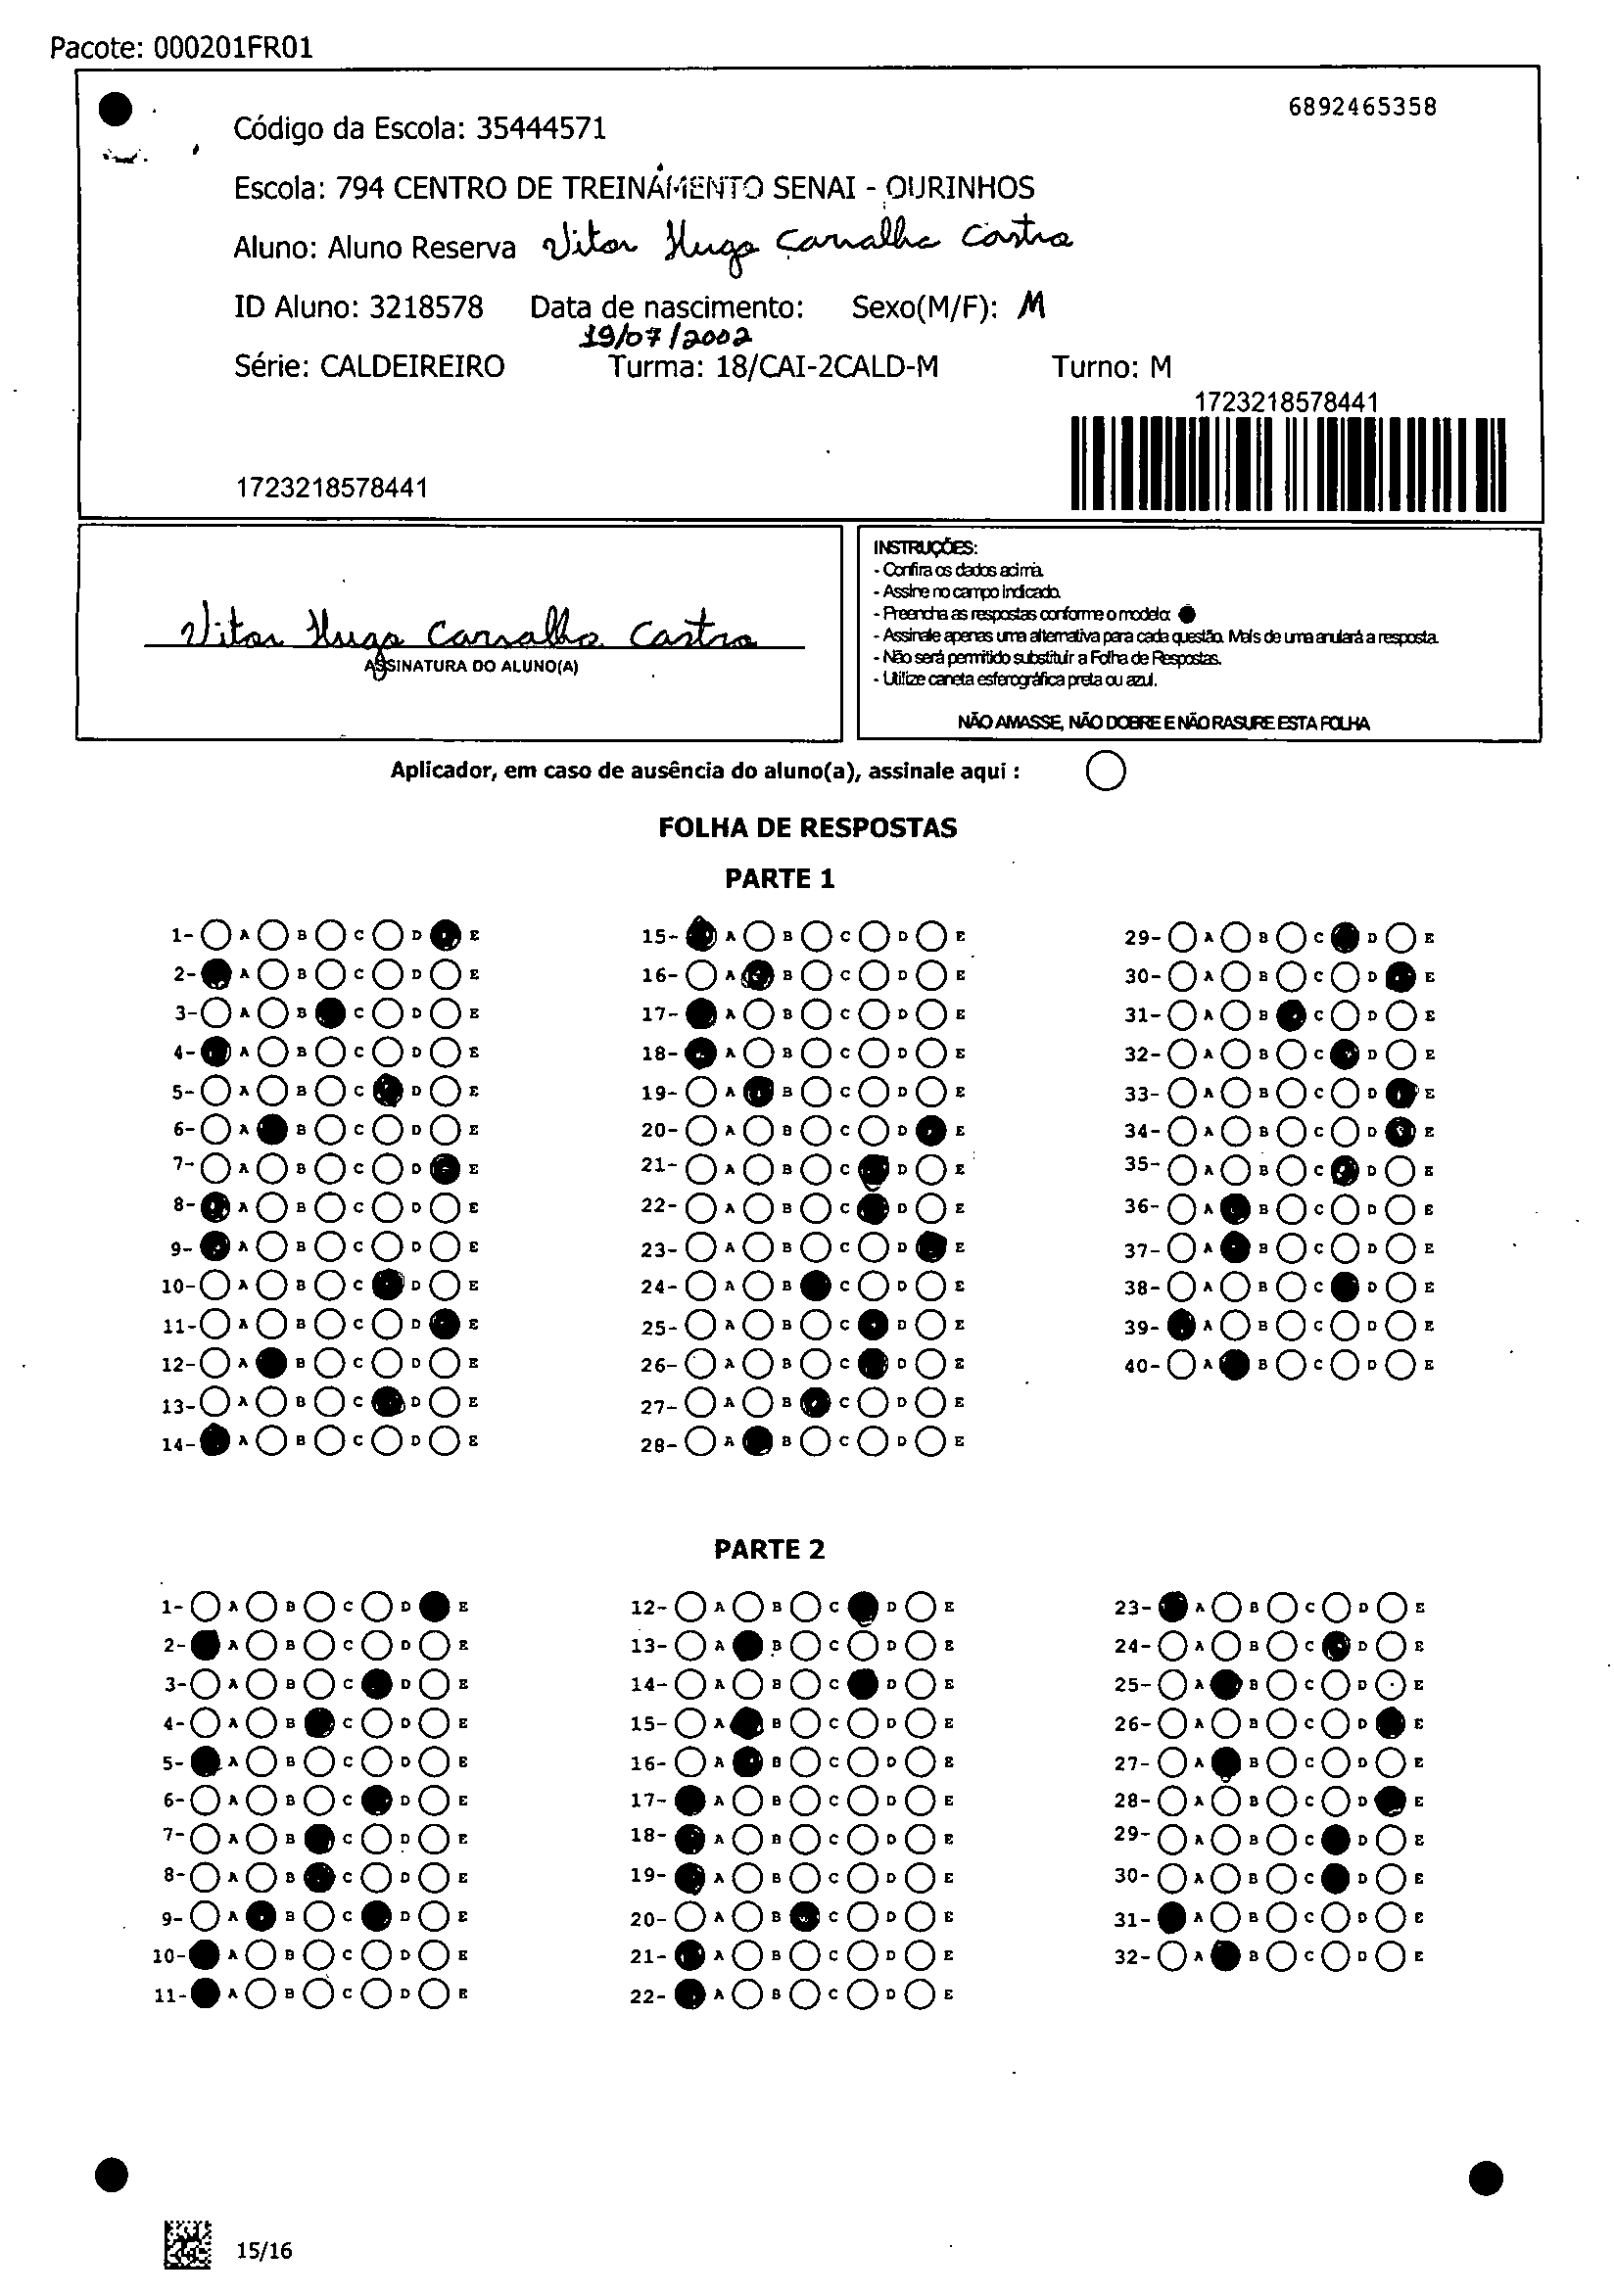 Pacote: 000201FR01
6892465358
Código da Escola: 35444571
Escola: 794 CENTRO DE TREINAMENTO SENAI - OURINHOS
Aluno: Aluno Reserva Vitor Hugo Carvalho Castro
ID Aluno: 3218578 Data de nascimento: Sexo(M/F): M
19/07/2002
Série: CALDEIREIRO Turma: 18/CAI-2CALD-M Turno: M
1723218578441
1723218578441
Vitor Hugo Carvalho Castro
ASSINATURA DO ALUNO(A)
INSTRUÇÕES:
- Confira os dados acima.
- Assine no campo indicado.
- Preencha as respostas conforme o modelo:
- Assinale apenas uma alternativa para cada questão. Mais de uma anulará a resposta.
- Não será permitido substituir a Folha de Respostas.
- Utilize caneta esferográfica preta ou azul.
NÃO AMASSE, NÃO DOBRE E NÃO RASURE ESTA FOLHA
Aplicador, em caso de ausência do aluno(a), assinale aqui :
FOLHA DE RESPOSTAS
PARTE 1
1- A B C D E 15- A B C D E 29- A B C D E
2- A B C D E 16- A B C D E 30- A B C D E
3- A B C D E 17- A B C D E 31- A B C D E
4- A B C D E 18- A B C D E 32- A B C D E
5- A B C D E 19- A B C D E 33- A B C D E
6- A B C D E 20- A B C D E 34- A B C D E
7- A B C D E 21- A B C D E 35- A B C D E
8- A B C D E 22- A B C D E 36- A B C D E
9- A B C D E 23- A B C D E 37- A B C D E
10- A B C D E 24- A B C D E 38- A B C D E
11- A B C D E 25- A B C D E 39- A B C D E
12- A B C D E 26- A B C D E 40- A B C D E
13- A B C D E 27- A B C D E
14- A B C D E 28- A B C D E
PARTE 2
1- A B C D E 12- A B C D E 23- A B C D E
2- A B C D E 13- A B C D E 24- A B C D E
3- A B C D E 14- A B C D E 25- A B C D E
4- A B C D E 15- A B C D E 26- A B C D E
5- A B C D E 16- A B C D E 27- A B C D E
6- A B C D E 17- A B C D E 28- A B C D E
7- A B C D E 18- A B C D E 29- A B C D E
8- A B C D E 19- A B C D E 30- A B C D E
9- A B C D E 20- A B C D E 31- A B C D E
10- A B C D E 21- A B C D E 32- A B C D E
11- A B C D E 22- A B C D E
15/16